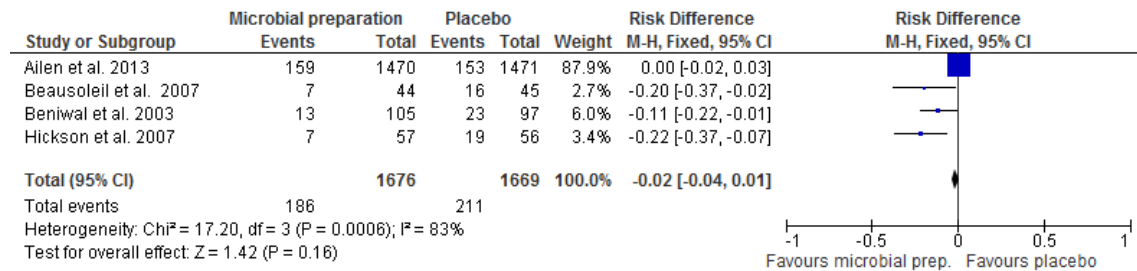 Microbial preparation Placebo Risk Difference Risk Difference
Study or Subgroup Events Total Events Total Weight M-H, Fixed, 95% CI M-H, Fixed, 95% CI
Ailen et al. 2013 159 1470 153 1471 87.9% 0.00 [-0.02, 0.03]
Beausoleil et al. 2007 7 44 16 45 2.7% -0.20 [-0.37, -0.02]
Beniwal et al. 2003 13 105 23 97 6.0% -0.11 [-0.22, -0.01]
Hickson et al. 2007 7 57 19 56 3.4% -0.22 [-0.37, -0.07]
Total (95% CI) 1676 1669 100.0% -0.02 [-0.04, 0.01]
Total events 186 211
Heterogeneity: Chi² = 17.20, df = 3 (P = 0.0006); I² = 83%
Test for overall effect: Z = 1.42 (P = 0.16)
-1 -0.5 0 0.5 1
Favours microbial prep. Favours placebo